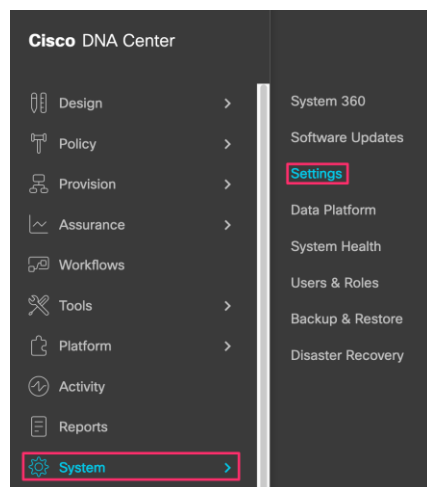 Cisco DNA Center
Design
Policy
Provision
Assurance
Workflows
Tools
Platform
Activity
Reports
System
System 360
Software Updates
Settings
Data Platform
System Health
Users & Roles
Backup & Restore
Disaster Recovery